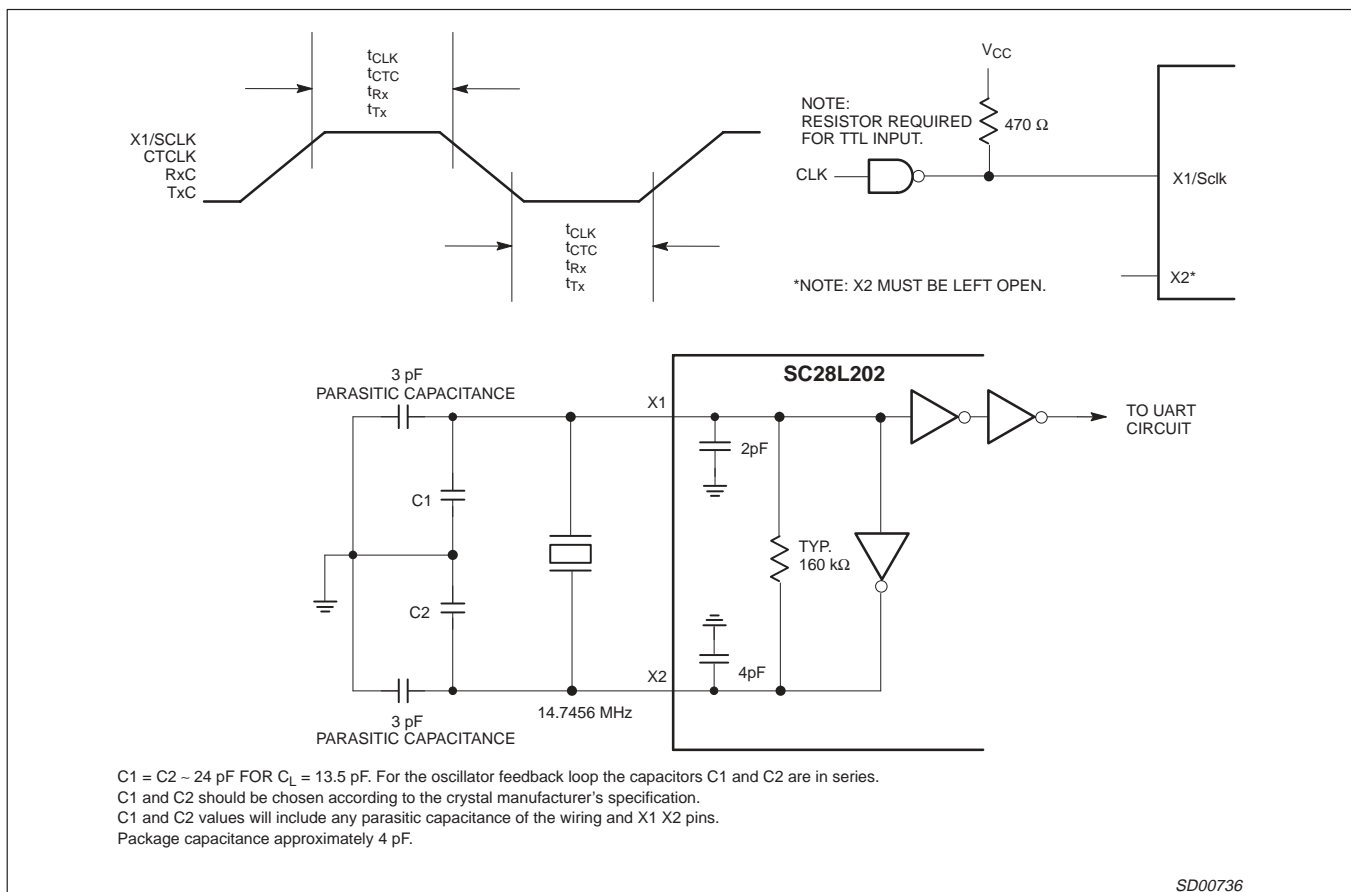 tCLK
tCTC
tRx
tTx
X1/SCLK
CTCLK
RxC
TxC
tCLK
tCTC
tRx
tTx
VCC
NOTE:
RESISTOR REQUIRED
FOR TTL INPUT.
470 Ω
CLK
X1/Sclk
*NOTE: X2 MUST BE LEFT OPEN.
X2*
3 pF
PARASITIC CAPACITANCE
SC28L202
X1
TO UART
CIRCUIT
2pF
C1
TYP.
160 kΩ
C2
X2
4pF
14.7456 MHz
3 pF
PARASITIC CAPACITANCE
C1 = C2 ~ 24 pF FOR CL = 13.5 pF. For the oscillator feedback loop the capacitors C1 and C2 are in series.
C1 and C2 should be chosen according to the crystal manufacturer's specification.
C1 and C2 values will include any parasitic capacitance of the wiring and X1 X2 pins.
Package capacitance approximately 4 pF.
SD00736